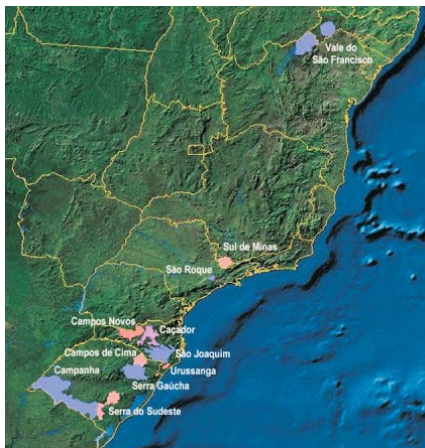 Vale do
São Francisco
Sul de Minas
São Roque
Campos Novos
Caçador
Campos de Cima
São Joaquim
Campanha
Urussanga
Serra Gaúcha
Serra do Sudeste